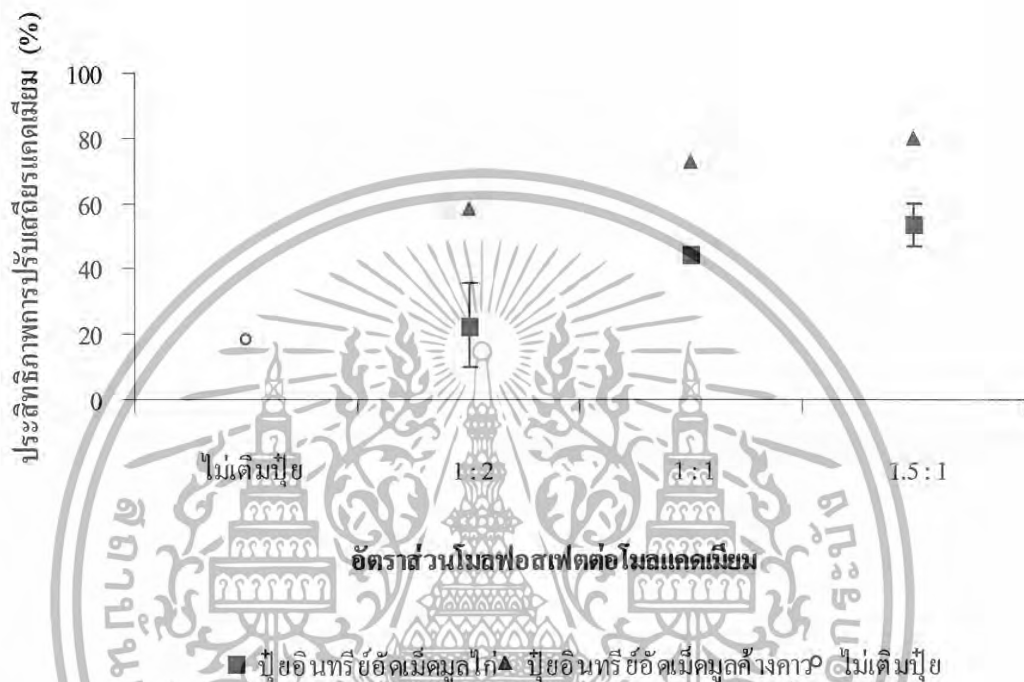 ประสิทธิภาพการปรับเสถียรแคดเมียม (%)
100
80
60
40
20
0
ไม่เติมปุ๋ย 1 : 2 1 : 1 1.5 : 1
อัตราส่วนโมลฟอสเฟตต่อโมลแคดเมียม
ปุ๋ยอินทรีย์อัดเม็ดมูลไก่ ปุ๋ยอินทรีย์อัดเม็ดมูลค้างคาว ไม่เติมปุ๋ย